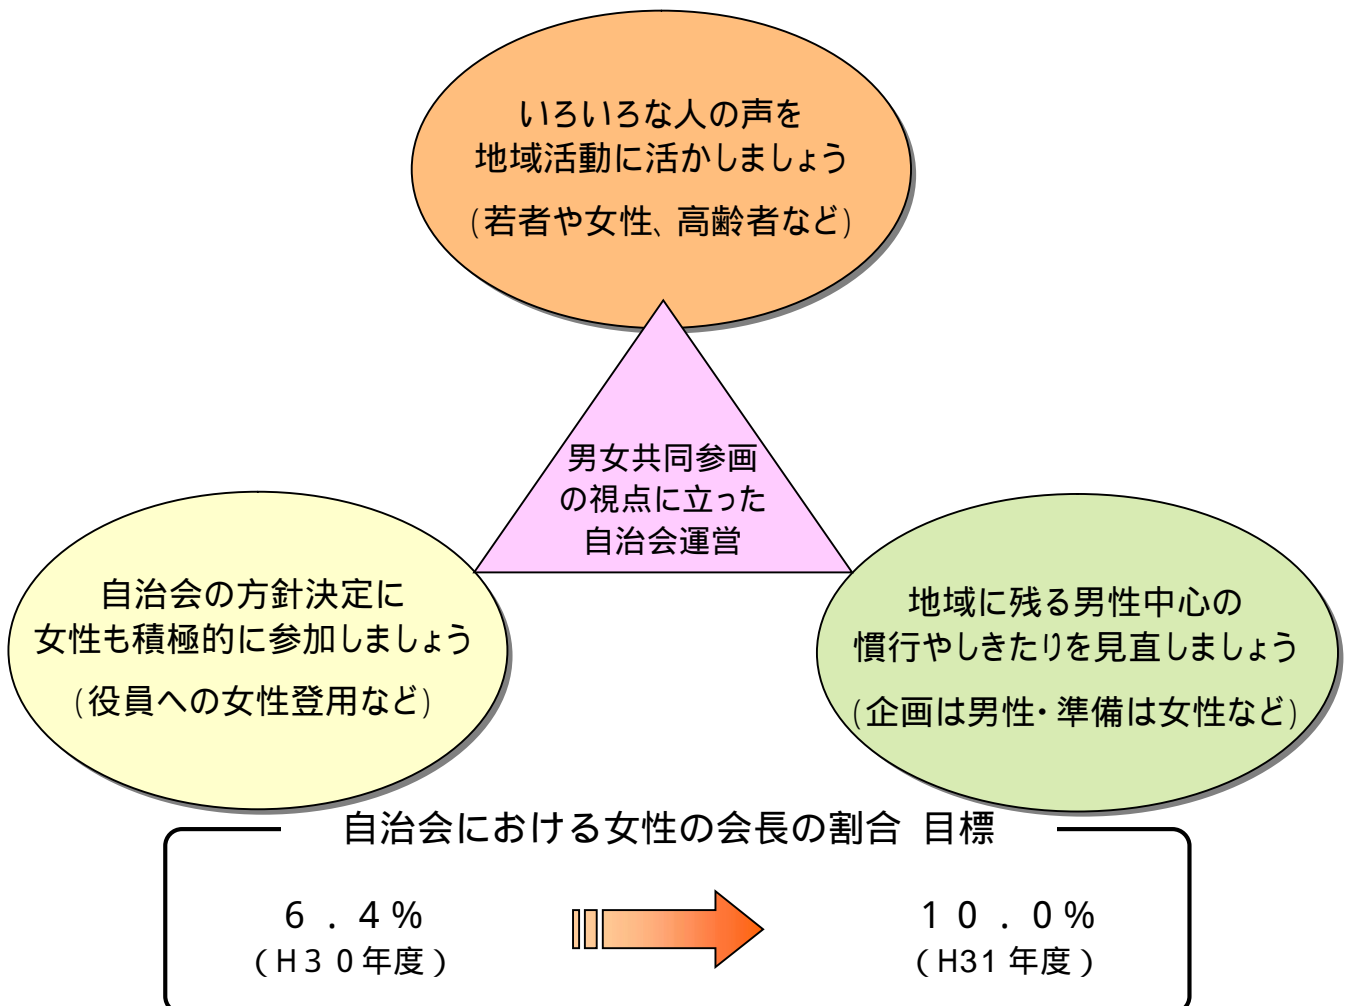 いろいろな人の声を
地域活動に活かしましょう
(若者や女性、高齢者など)
男女共同参画
の視点に立った
自治会運営
自治会の方針決定に
女性も積極的に参加しましょう
(役員への女性登用など)
地域に残る男性中心の
慣行やしきたりを見直しましょう
(企画は男性・準備は女性など)
自治会における女性の会長の割合 目標
6.4%
(H30年度)
10.0%
(H31年度)